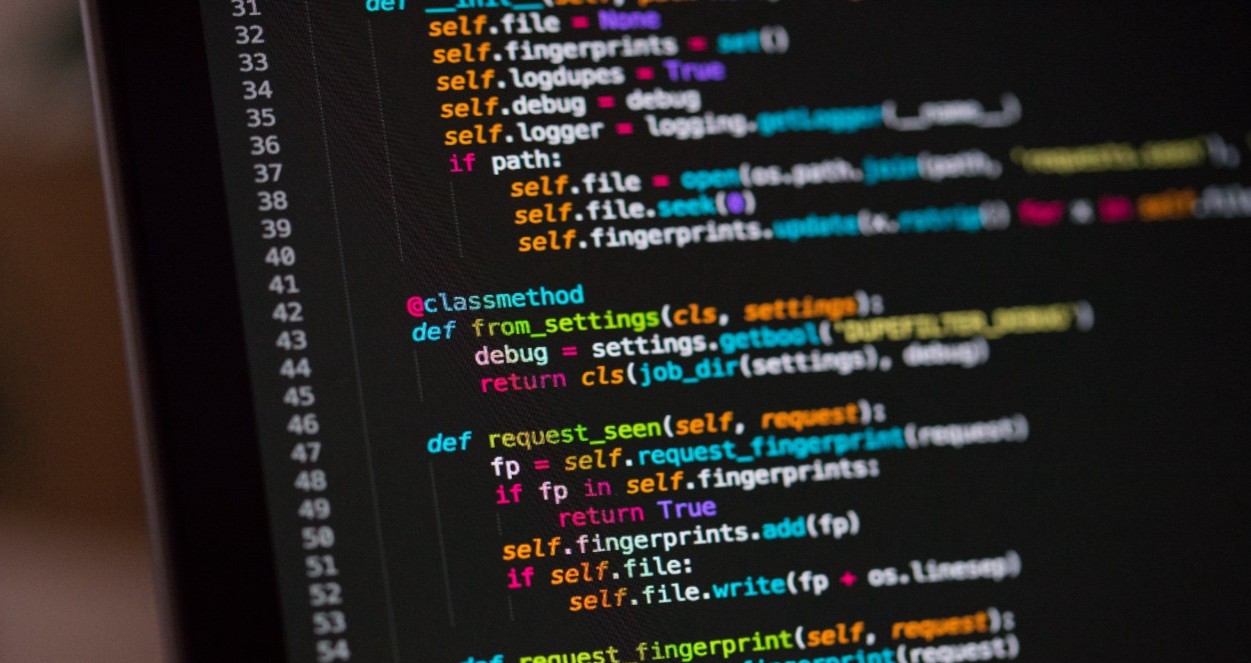 31 def __init__(self,
32 self.file = None
33 self.fingerprints = set()
34 self.logdupes = True
35 self.debug = debug
36 self.logger = logging.getLogger(__name__)
37 if path:
38 self.file = open(os.path.join(path, 'requests.seen'),
39 self.file.seek(0)
40 self.fingerprints.update(x.rstrip() for x in self.file
41
42 @classmethod
43 def from_settings(cls, settings):
44 debug = settings.getbool('DUPEFILTER_DEBUG')
45 return cls(job_dir(settings), debug)
46
47 def request_seen(self, request):
48 fp = self.request_fingerprint(request)
49 if fp in self.fingerprints:
50 return True
51 self.fingerprints.add(fp)
52 if self.file:
53 self.file.write(fp + os.linesep)
54
def request_fingerprint(self, request):
(request)